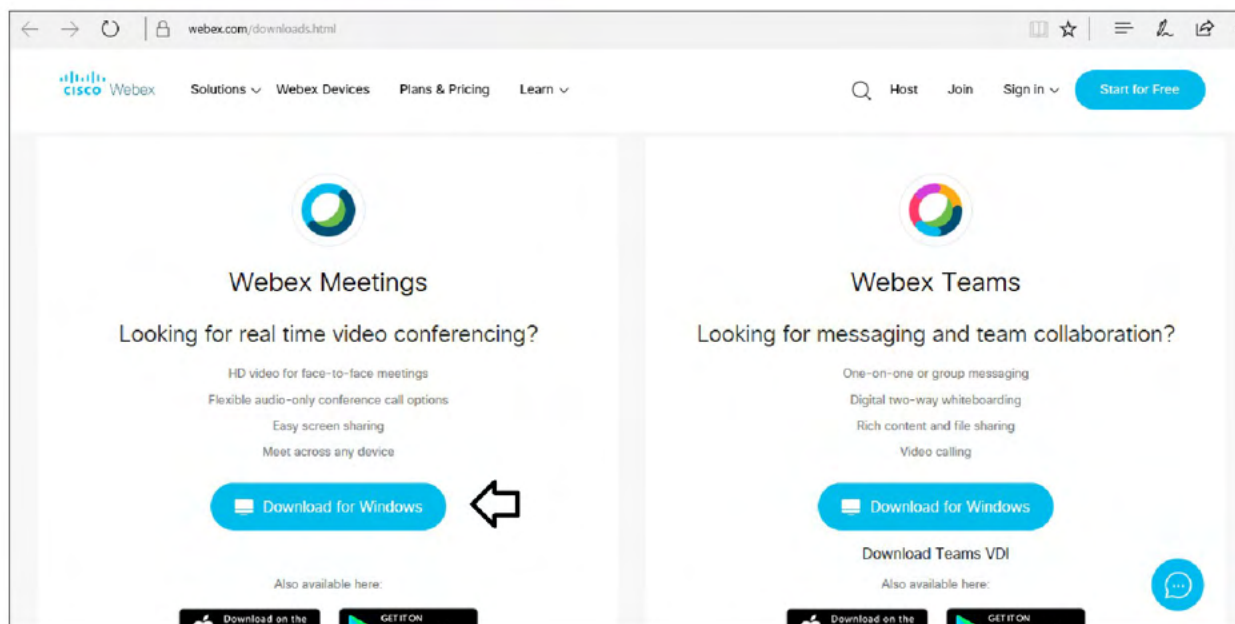 webex.com/downloads.html
CISCO Webex
Solutions
Webex Devices
Plans & Pricing
Learn
Host
Join
Sign in
Start for Free
Webex Meetings
Looking for real time video conferencing?
HD video for face-to-face meetings
Flexible audio-only conference call options
Easy screen sharing
Meet across any device
Download for Windows
Also available here:
Download on the
GET IT ON
Webex Teams
Looking for messaging and team collaboration?
One-on-one or group messaging
Digital two-way whiteboarding
Rich content and file sharing
Video calling
Download for Windows
Download Teams VDI
Also available here:
Download on the
GET IT ON